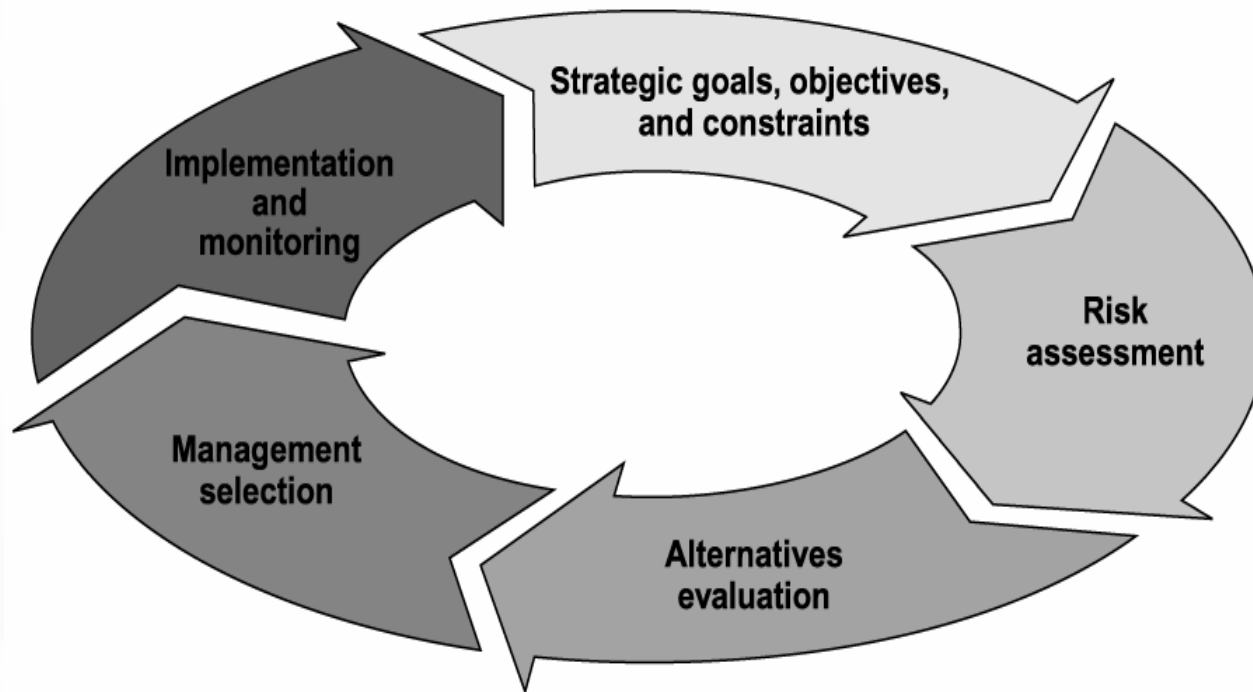 Strategic goals, objectives,
and constraints
Risk
assessment
Alternatives
evaluation
Management
selection
Implementation
and
monitoring